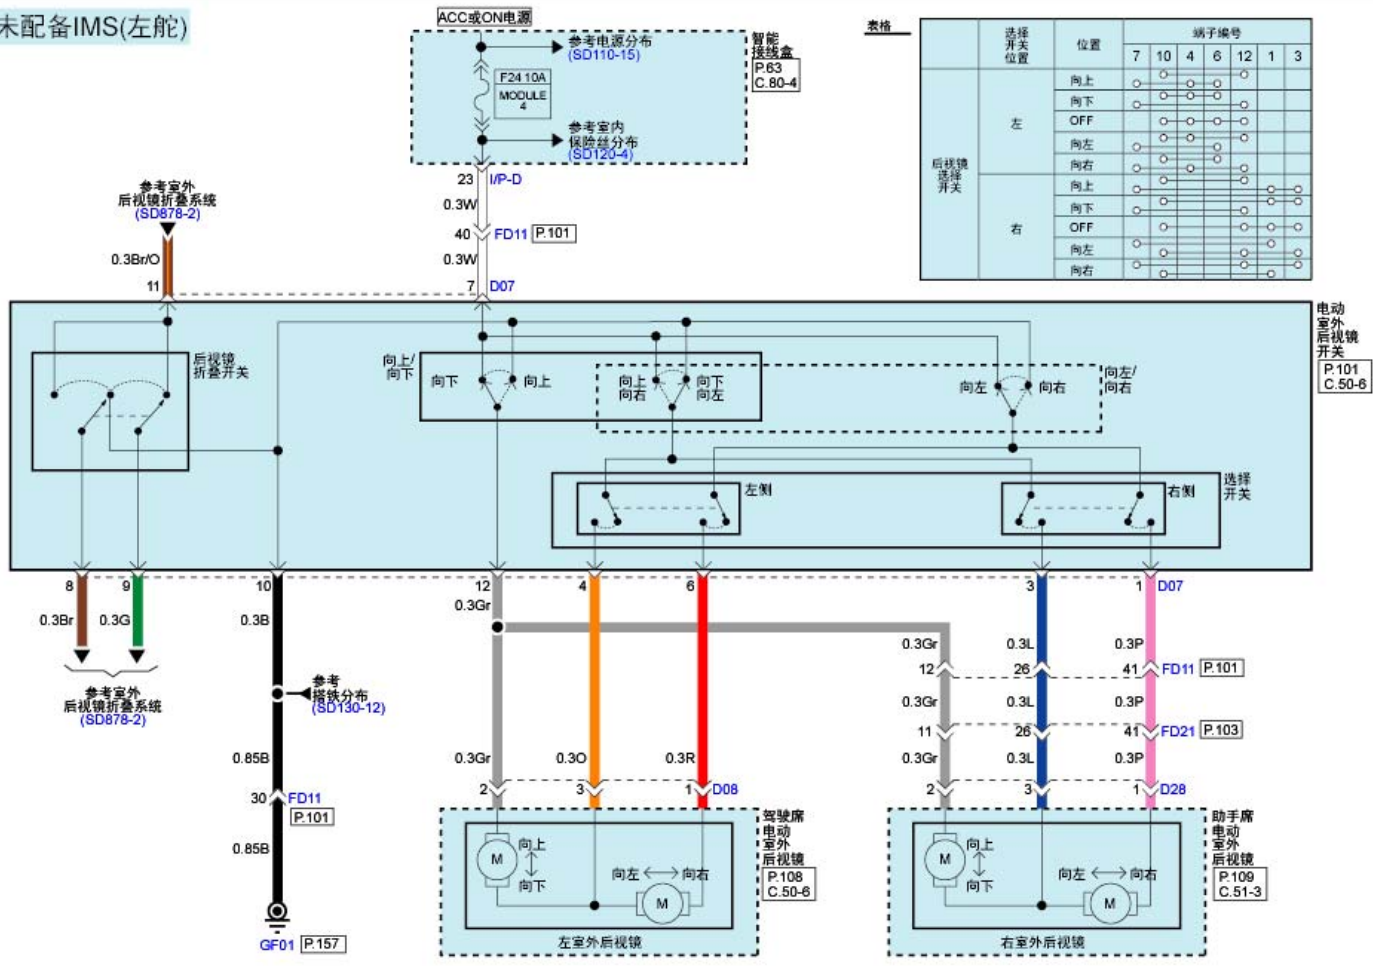 未配备IMS(左舵)
ACC或ON电源
参考电源分布
(SD110-15)
F24 10A
MODULE
4
参考室内
保险丝分布
(SD120-4)
智能
接线盒
P.63
C.80-4
23 I/P-D
0.3W
40 FD11 P.101
0.3W
7 D07
参考室外
后视镜折叠系统
(SD878-2)
0.3Br/O
11
表格
选择
开关
位置
位置
端子编号
7 10 4 6 12 1 3
后视镜
选择
开关
左
向上
向下
OFF
向左
向右
右
向上
向下
OFF
向左
向右
电动
室外
后视镜
开关
P.101
C.50-6
后视镜
折叠开关
向上/
向下
向下
向上
向上
向右
向下
向左
向左
向右
向左/
向右
左侧
右侧
选择
开关
8 9 10 12 4 6 3 1 D07
0.3Br
0.3G
0.3B
0.3Gr
参考室外
后视镜折叠系统
(SD878-2)
参考
搭铁分布
(SD130-12)
0.3Gr 0.3L 0.3P
12 26 41 FD11 P.101
0.3Gr 0.3L 0.3P
11 26 41 FD21 P.103
0.85B
0.3Gr 0.3O 0.3R
0.3Gr 0.3L 0.3P
30 FD11
P.101
2 3 1 D08
2 3 1 D28
0.85B
GF01 P.157
M
向上
向下
向左 向右
M
左室外后视镜
驾驶席
电动
室外
后视镜
P.108
C.50-6
M
向上
向下
向左 向右
M
右室外后视镜
助手席
电动
室外
后视镜
P.109
C.51-3